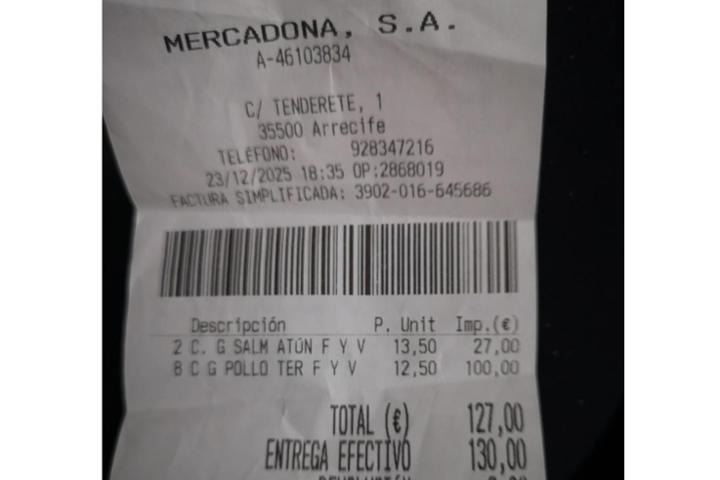 MERCADONA, S.A.
A-46103834
C/ TENDERETE, 1
35500 Arrecife
TELÉFONO: 928347216
23/12/2025 18:35 OP:2868019
FACTURA SIMPLIFICADA: 3902-016-645686
Descripción P. Unit Imp.(€)
2 C. G SALM ATÚN F Y V 13,50 27,00
8 C G POLLO TER F Y V 12,50 100,00
TOTAL (€) 127,00
ENTREGA EFECTIVO 130,00